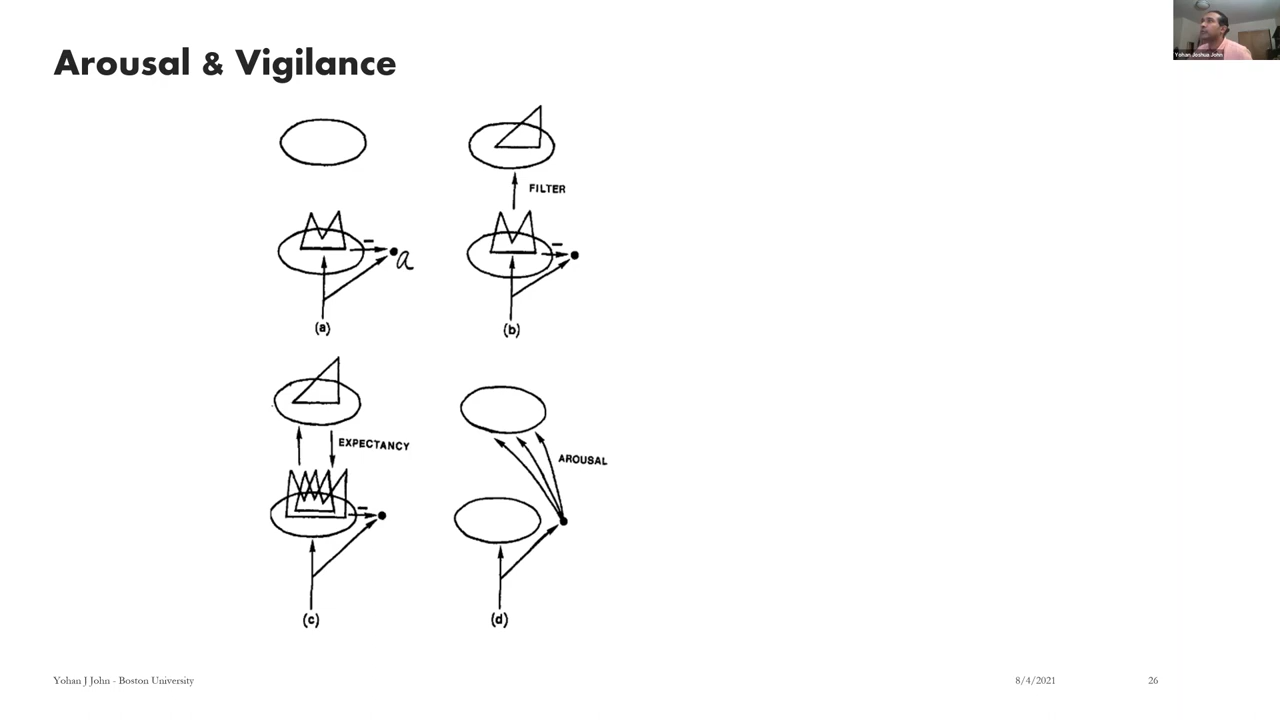 Arousal & Vigilance
Yohan Joshua John
FILTER
a
(a)
(b)
EXPECTANCY
AROUSAL
(c)
(d)
Yohan J John - Boston University
8/4/2021
26